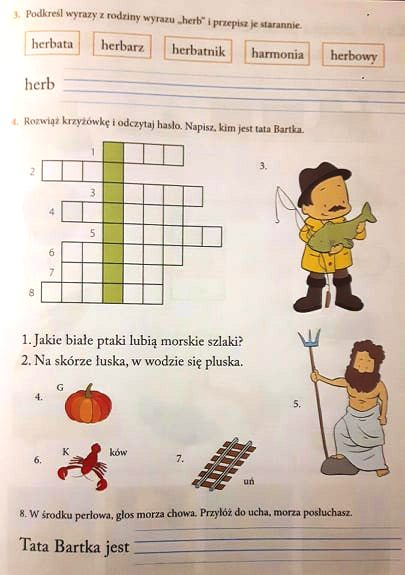 3. Podkreśl wyrazy z rodziny wyrazu „herb” i przepisz je starannie.
herbata herbarz herbatnik harmonia herbowy
herb
4. Rozwiąż krzyżówkę i odczytaj hasło. Napisz, kim jest tata Bartka.
1
2
3
4
5
6
7
8
3.
1. Jakie białe ptaki lubią morskie szlaki?
2. Na skórze łuska, w wodzie się pluska.
4. G
5.
6. K ków
7. uń
8. W środku perłowa, głos morza chowa. Przyłóż do ucha, morza posłuchasz.
Tata Bartka jest